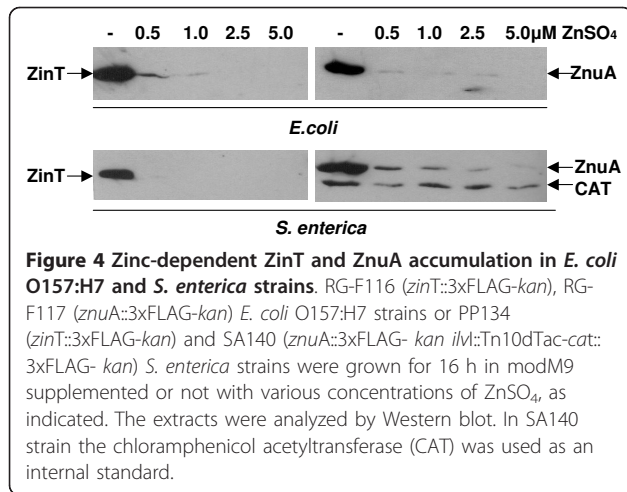 - 0.5 1.0 2.5 5.0 - 0.5 1.0 2.5 5.0µM ZnSO4
ZinT ZnuA
E.coli
ZinT ZnuA
CAT
S. enterica
Figure 4 Zinc-dependent ZinT and ZnuA accumulation in E. coli
O157:H7 and S. enterica strains. RG-F116 (zinT::3xFLAG-kan), RG-
F117 (znuA::3xFLAG-kan) E. coli O157:H7 strains or PP134
(zinT::3xFLAG-kan) and SA140 (znuA::3xFLAG- kan ilvI::Tn10dTac-cat::
3xFLAG- kan) S. enterica strains were grown for 16 h in modM9
supplemented or not with various concentrations of ZnSO₄, as
indicated. The extracts were analyzed by Western blot. In SA140
strain the chloramphenicol acetyltransferase (CAT) was used as an
internal standard.